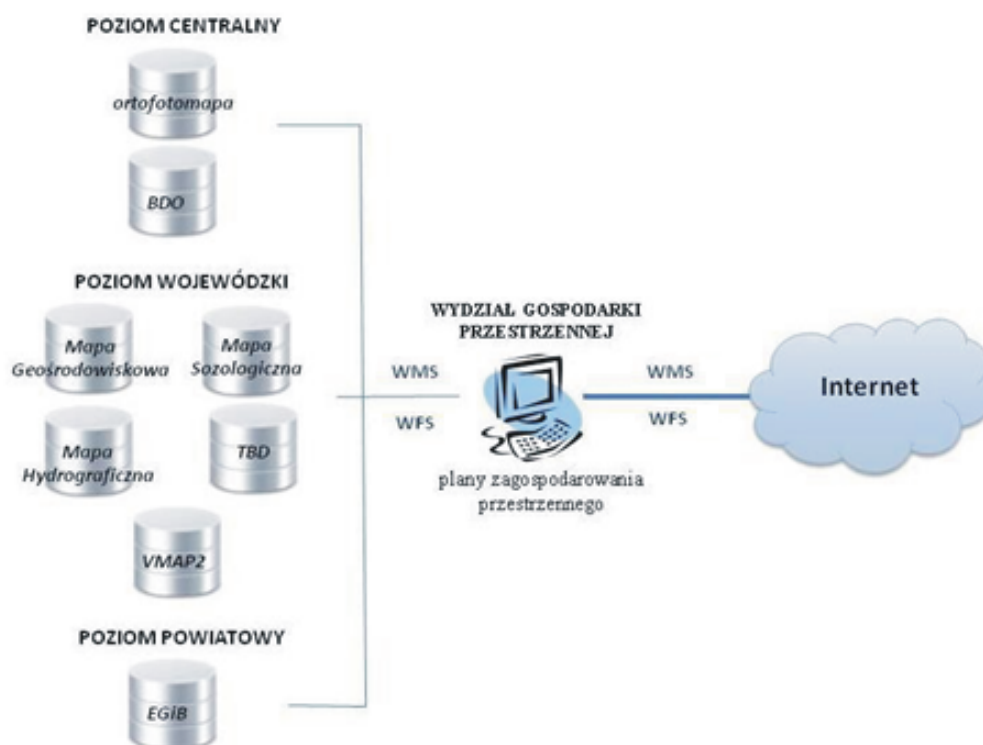 POZIOM CENTRALNY
ortofotomapa
BDO
POZIOM WOJEWÓDZKI
Mapa
Geośrodowiskowa
Mapa
Sozologiczna
Mapa
Hydrograficzna
TBD
VMAP2
POZIOM POWIATOWY
EGiB
WMS
WFS
WYDZIAŁ GOSPODARKI
PRZESTRZENNEJ
plany zagospodarowania
przestrzennego
WMS
WFS
Internet